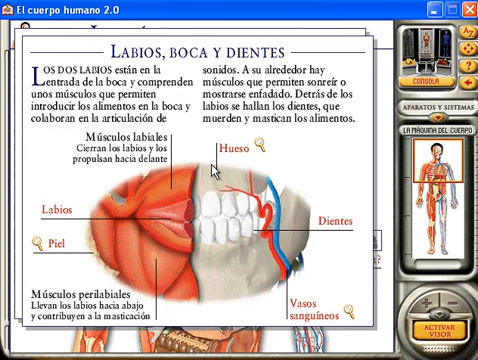 El cuerpo humano 2.0
LABIOS, BOCA Y DIENTES
LOS DOS LABIOS están en la
entrada de la boca y comprenden
unos músculos que permiten
introducir los alimentos en la boca y
colaboran en la articulación de
sonidos. A su alrededor hay
músculos que permiten sonreír o
mostrarse enfadado. Detrás de los
labios se hallan los dientes, que
muerden y mastican los alimentos.
Músculos labiales
Cierran los labios y los
propulsan hacia delante
Hueso
Labios
Dientes
Piel
Músculos perilabiales
Llevan los labios hacia abajo
y contribuyen a la masticación
Vasos
sanguíneos
CONSOLA
APARATOS Y SISTEMAS
LA MÁQUINA DEL CUERPO
ACTIVAR
VISOR